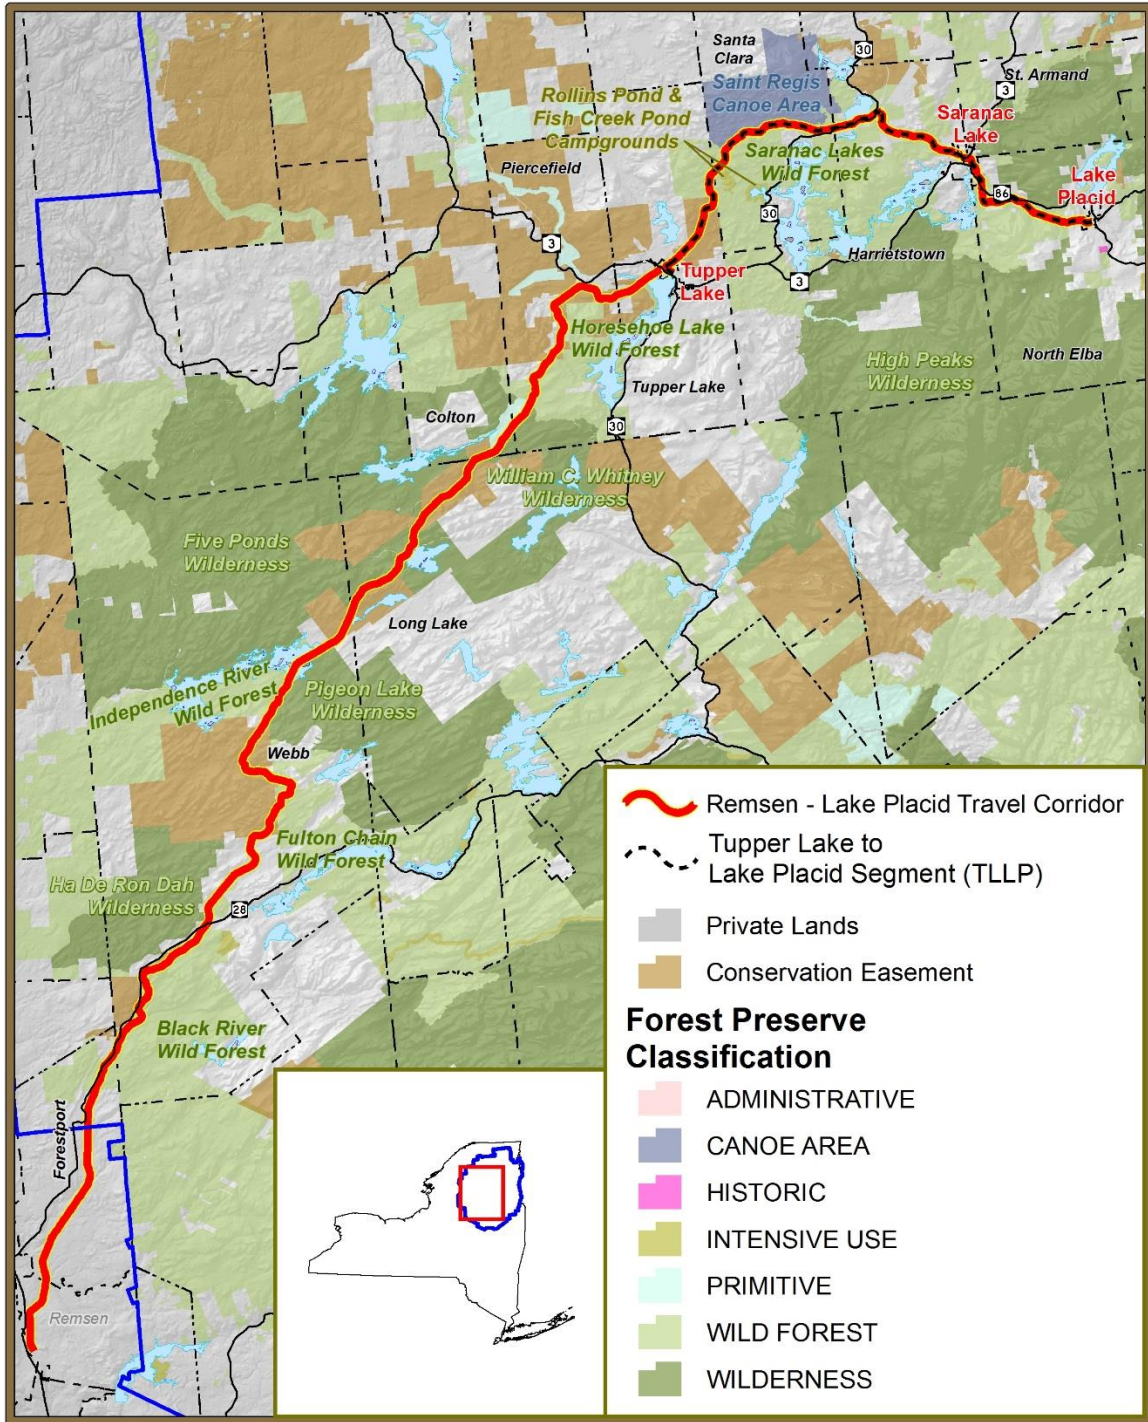 Santa
Clara
30
St. Armand
3
Saint Regis
Canoe Area
Rollins Pond &
Fish Creek Pond
Campgrounds
Saranac
Lake
Saranac Lakes
Wild Forest
Piercefield
Lake
Placid
86
30
3
Harrietstown
3
Tupper
Lake
Horesehoe Lake
Wild Forest
High Peaks
Wilderness
North Elba
Tupper Lake
Colton
30
William C. Whitney
Wilderness
Five Ponds
Wilderness
Long Lake
Independence River
Wild Forest
Pigeon Lake
Wilderness
Webb
Fulton Chain
Wild Forest
Ha De Ron Dah
Wilderness
28
Black River
Wild Forest
Forestport
Remsen
Remsen - Lake Placid Travel Corridor
Tupper Lake to
Lake Placid Segment (TLLP)
Private Lands
Conservation Easement
Forest Preserve
Classification
ADMINISTRATIVE
CANOE AREA
HISTORIC
INTENSIVE USE
PRIMITIVE
WILD FOREST
WILDERNESS